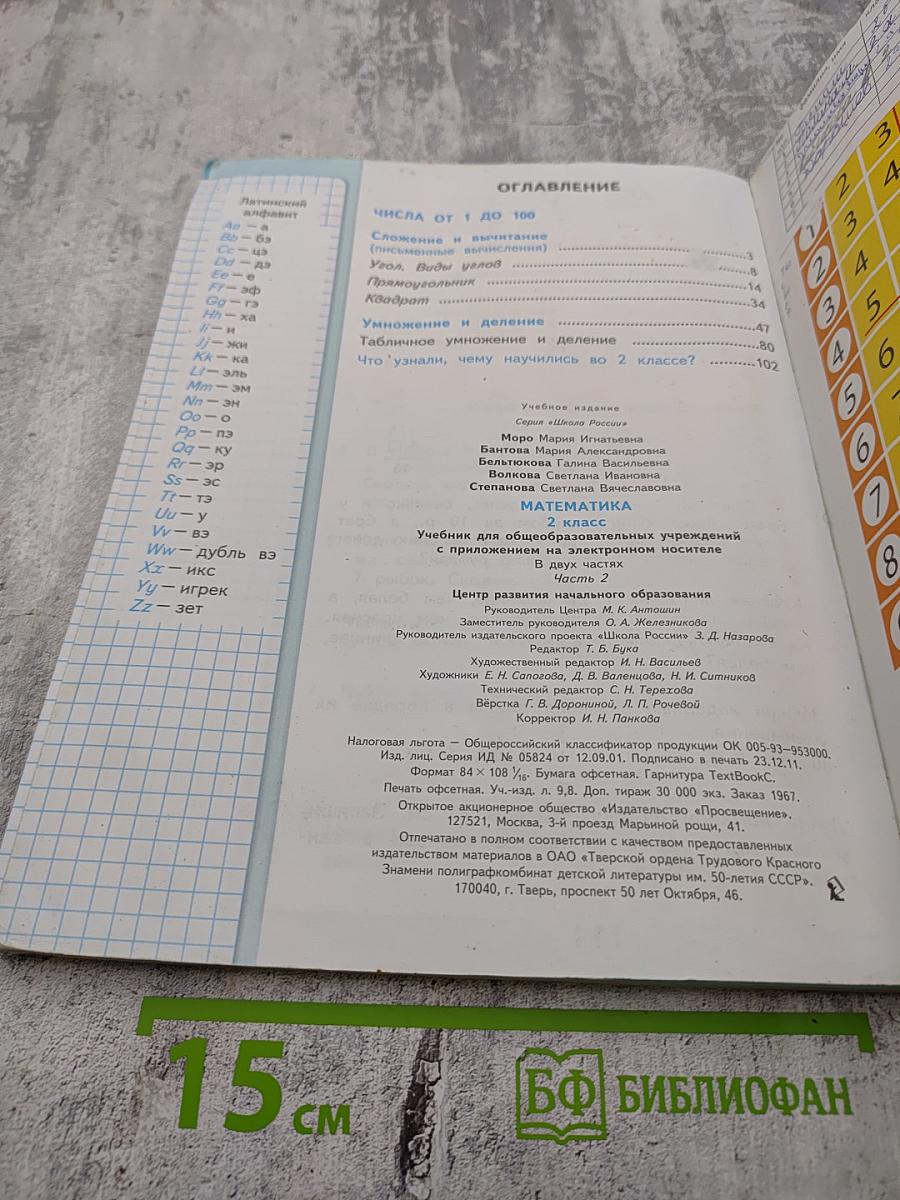 Латинский
алфавит
Aa — а
Bb — бэ
Cc — цэ
Dd — дэ
Ee — е
Ff — эф
Gg — гэ
Hh — ха
Ii — и
Jj — жи
Kk — ка
Ll — эль
Mm — эм
Nn — эн
Oo — о
Pp — пэ
Qq — ку
Rr — эр
Ss — эс
Tt — тэ
Uu — у
Vv — вэ
Ww — дубль вэ
Xx — икс
Yy — игрек
Zz — зет
ОГЛАВЛЕНИЕ
ЧИСЛА ОТ 1 ДО 100
Сложение и вычитание
(письменные вычисления) ........ 3
Угол. Виды углов ........ 8
Прямоугольник ........ 14
Квадрат ........ 34
Умножение и деление ........ 47
Табличное умножение и деление ........ 80
Что узнали, чему научились во 2 классе? ........ 102
Учебное издание
Серия «Школа России»
Моро Мария Игнатьевна
Бантова Мария Александровна
Бельтюкова Галина Васильевна
Волкова Светлана Ивановна
Степанова Светлана Вячеславовна
МАТЕМАТИКА
2 класс
Учебник для общеобразовательных учреждений
с приложением на электронном носителе
В двух частях
Часть 2
Центр развития начального образования
Руководитель Центра М. К. Антошин
Заместитель руководителя О. А. Железникова
Руководитель издательского проекта «Школа России» З. Д. Назарова
Редактор Т. Б. Бука
Художественный редактор И. Н. Васильев
Художники Е. Н. Сапогова, Д. В. Валенцова, Н. И. Ситников
Технический редактор С. Н. Терехова
Вёрстка Г. В. Дорониной, Л. П. Рочевой
Корректор И. Н. Панкова
Налоговая льгота — Общероссийский классификатор продукции ОК 005-93—953000.
Изд. лиц. Серия ИД № 05824 от 12.09.01. Подписано в печать 23.12.11.
Формат 84 × 108 1/16. Бумага офсетная. Гарнитура TextBookC.
Печать офсетная. Уч.-изд. л. 9,8. Доп. тираж 30 000 экз. Заказ 1967.
Открытое акционерное общество «Издательство «Просвещение».
127521, Москва, 3-й проезд Марьиной рощи, 41.
Отпечатано в полном соответствии с качеством предоставленных
издательством материалов в ОАО «Тверской ордена Трудового Красного
Знамени полиграфкомбинат детской литературы им. 50-летия СССР».
170040, г. Тверь, проспект 50 лет Октября, 46.
1 2 3
2 3 4
3 4
4 5
5 6
6
7
8
15 см
БФ БИБЛИОФАН